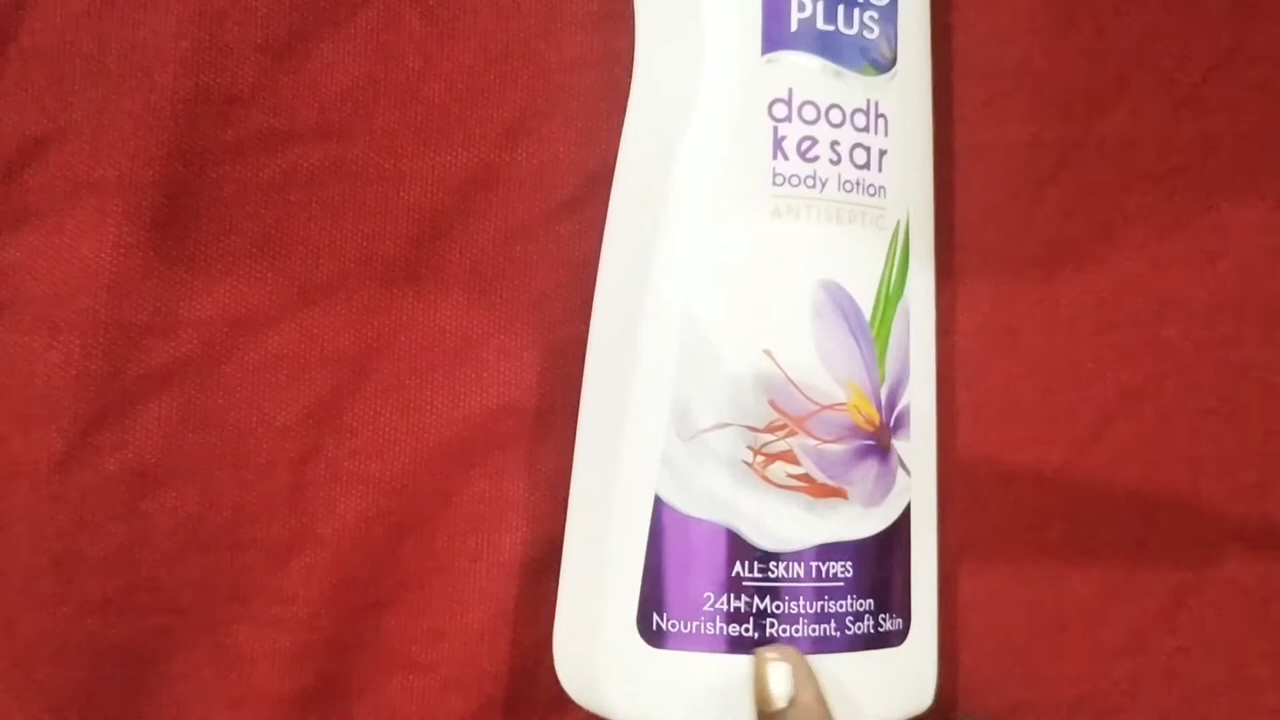 PLUS
doodh
kesar
body lotion
ANTISEPTIC
ALL SKIN TYPES
24H Moisturisation
Nourished, Radiant, Soft Skin